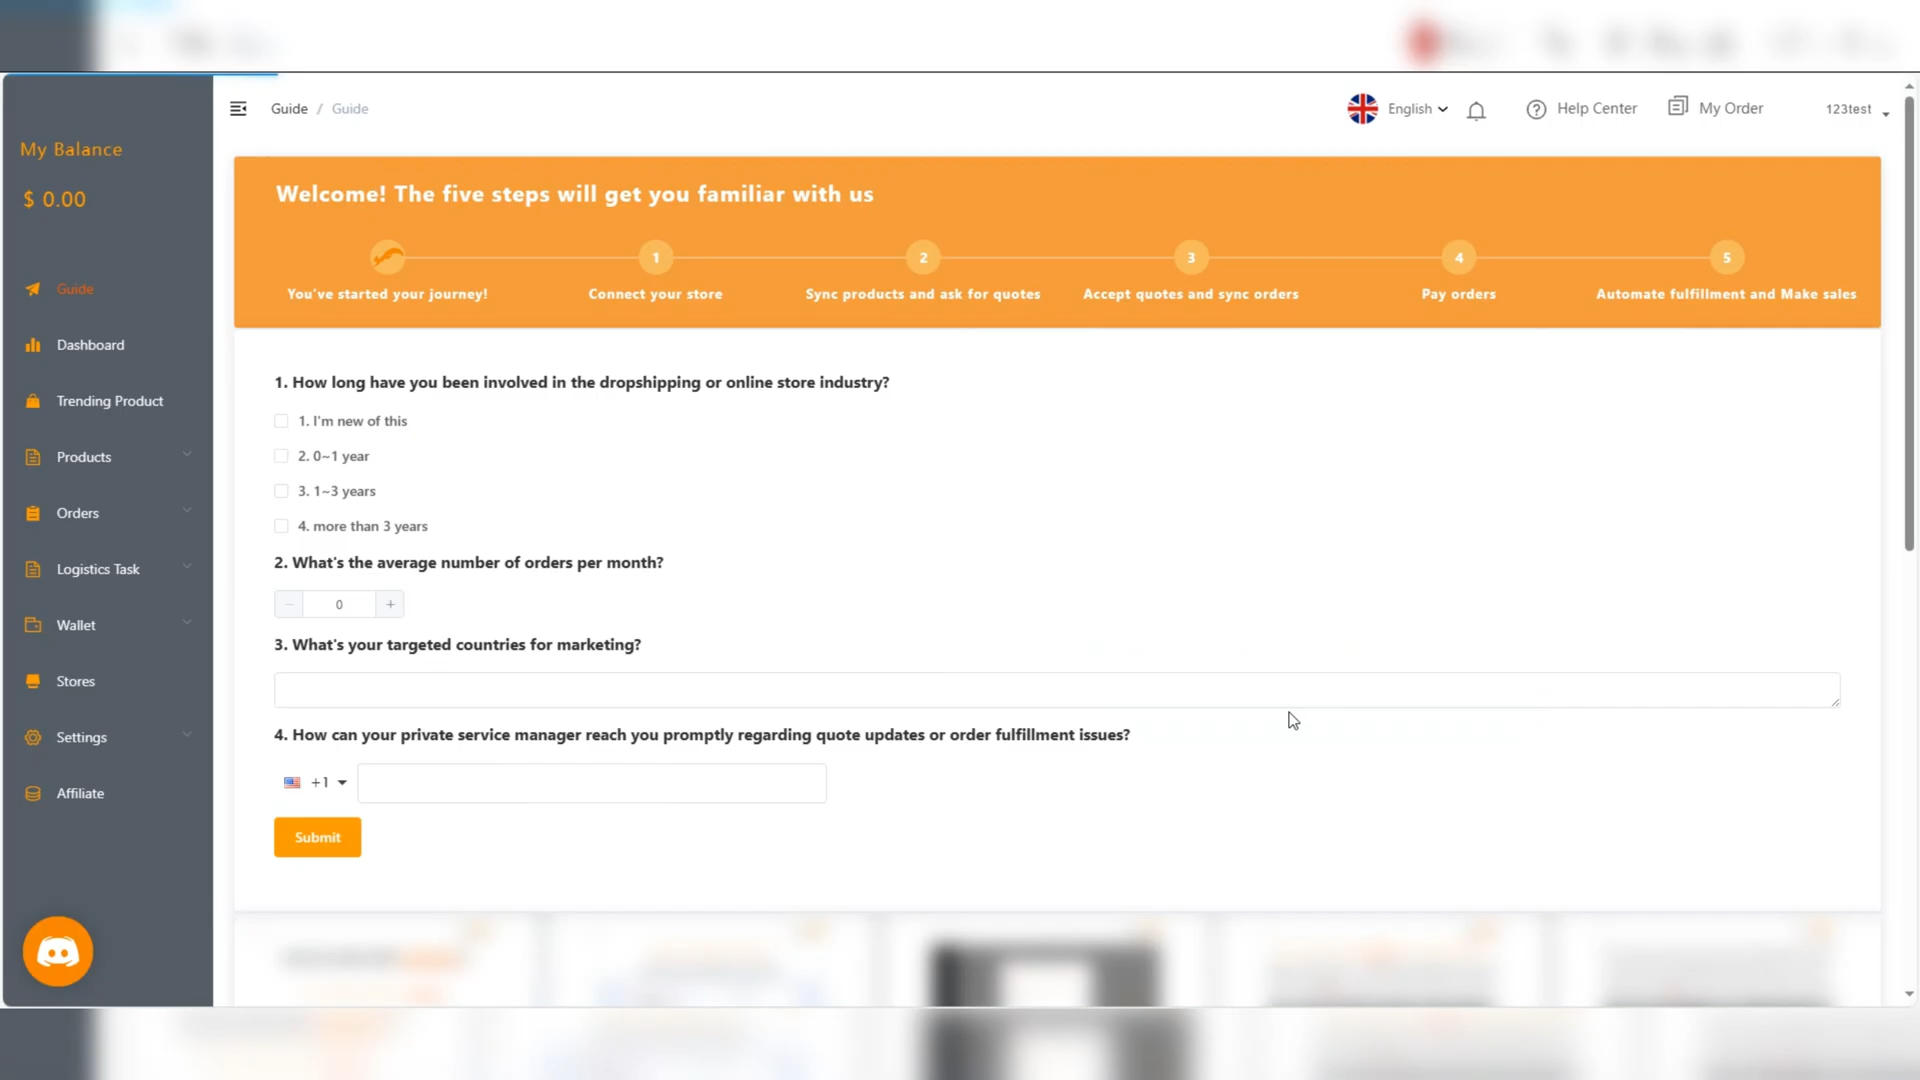 Guide / Guide
English
Help Center
My Order
123test
My Balance
$ 0.00
Guide
Dashboard
Trending Product
Products
Orders
Logistics Task
Wallet
Stores
Settings
Affiliate
Welcome! The five steps will get you familiar with us
1
2
3
4
5
You've started your journey!
Connect your store
Sync products and ask for quotes
Accept quotes and sync orders
Pay orders
Automate fulfillment and Make sales
1. How long have you been involved in the dropshipping or online store industry?
1. I'm new of this
2. 0~1 year
3. 1~3 years
4. more than 3 years
2. What's the average number of orders per month?
− 0 +
3. What's your targeted countries for marketing?
4. How can your private service manager reach you promptly regarding quote updates or order fulfillment issues?
+1
Submit